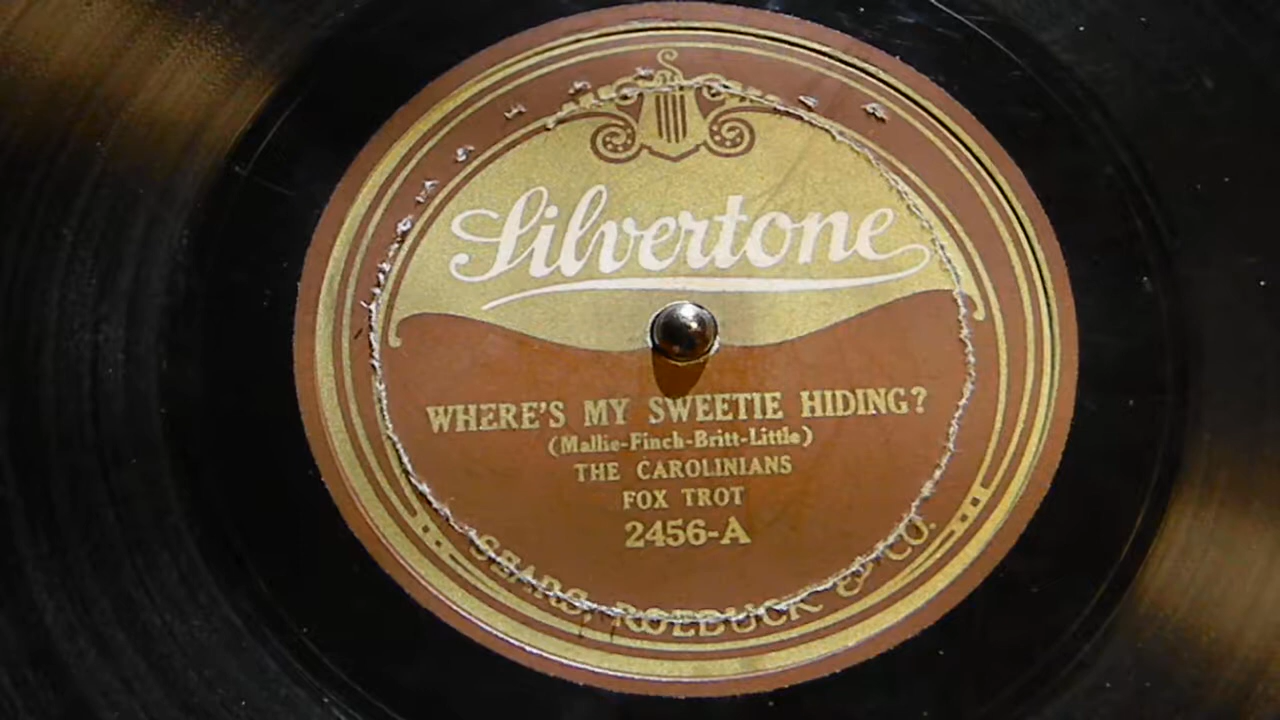 Silvertone
WHERE'S MY SWEETIE HIDING?
(Mallie-Finch-Britt-Little)
THE CAROLINIANS
FOX TROT
2456-A
SEARS, ROEBUCK & CO.